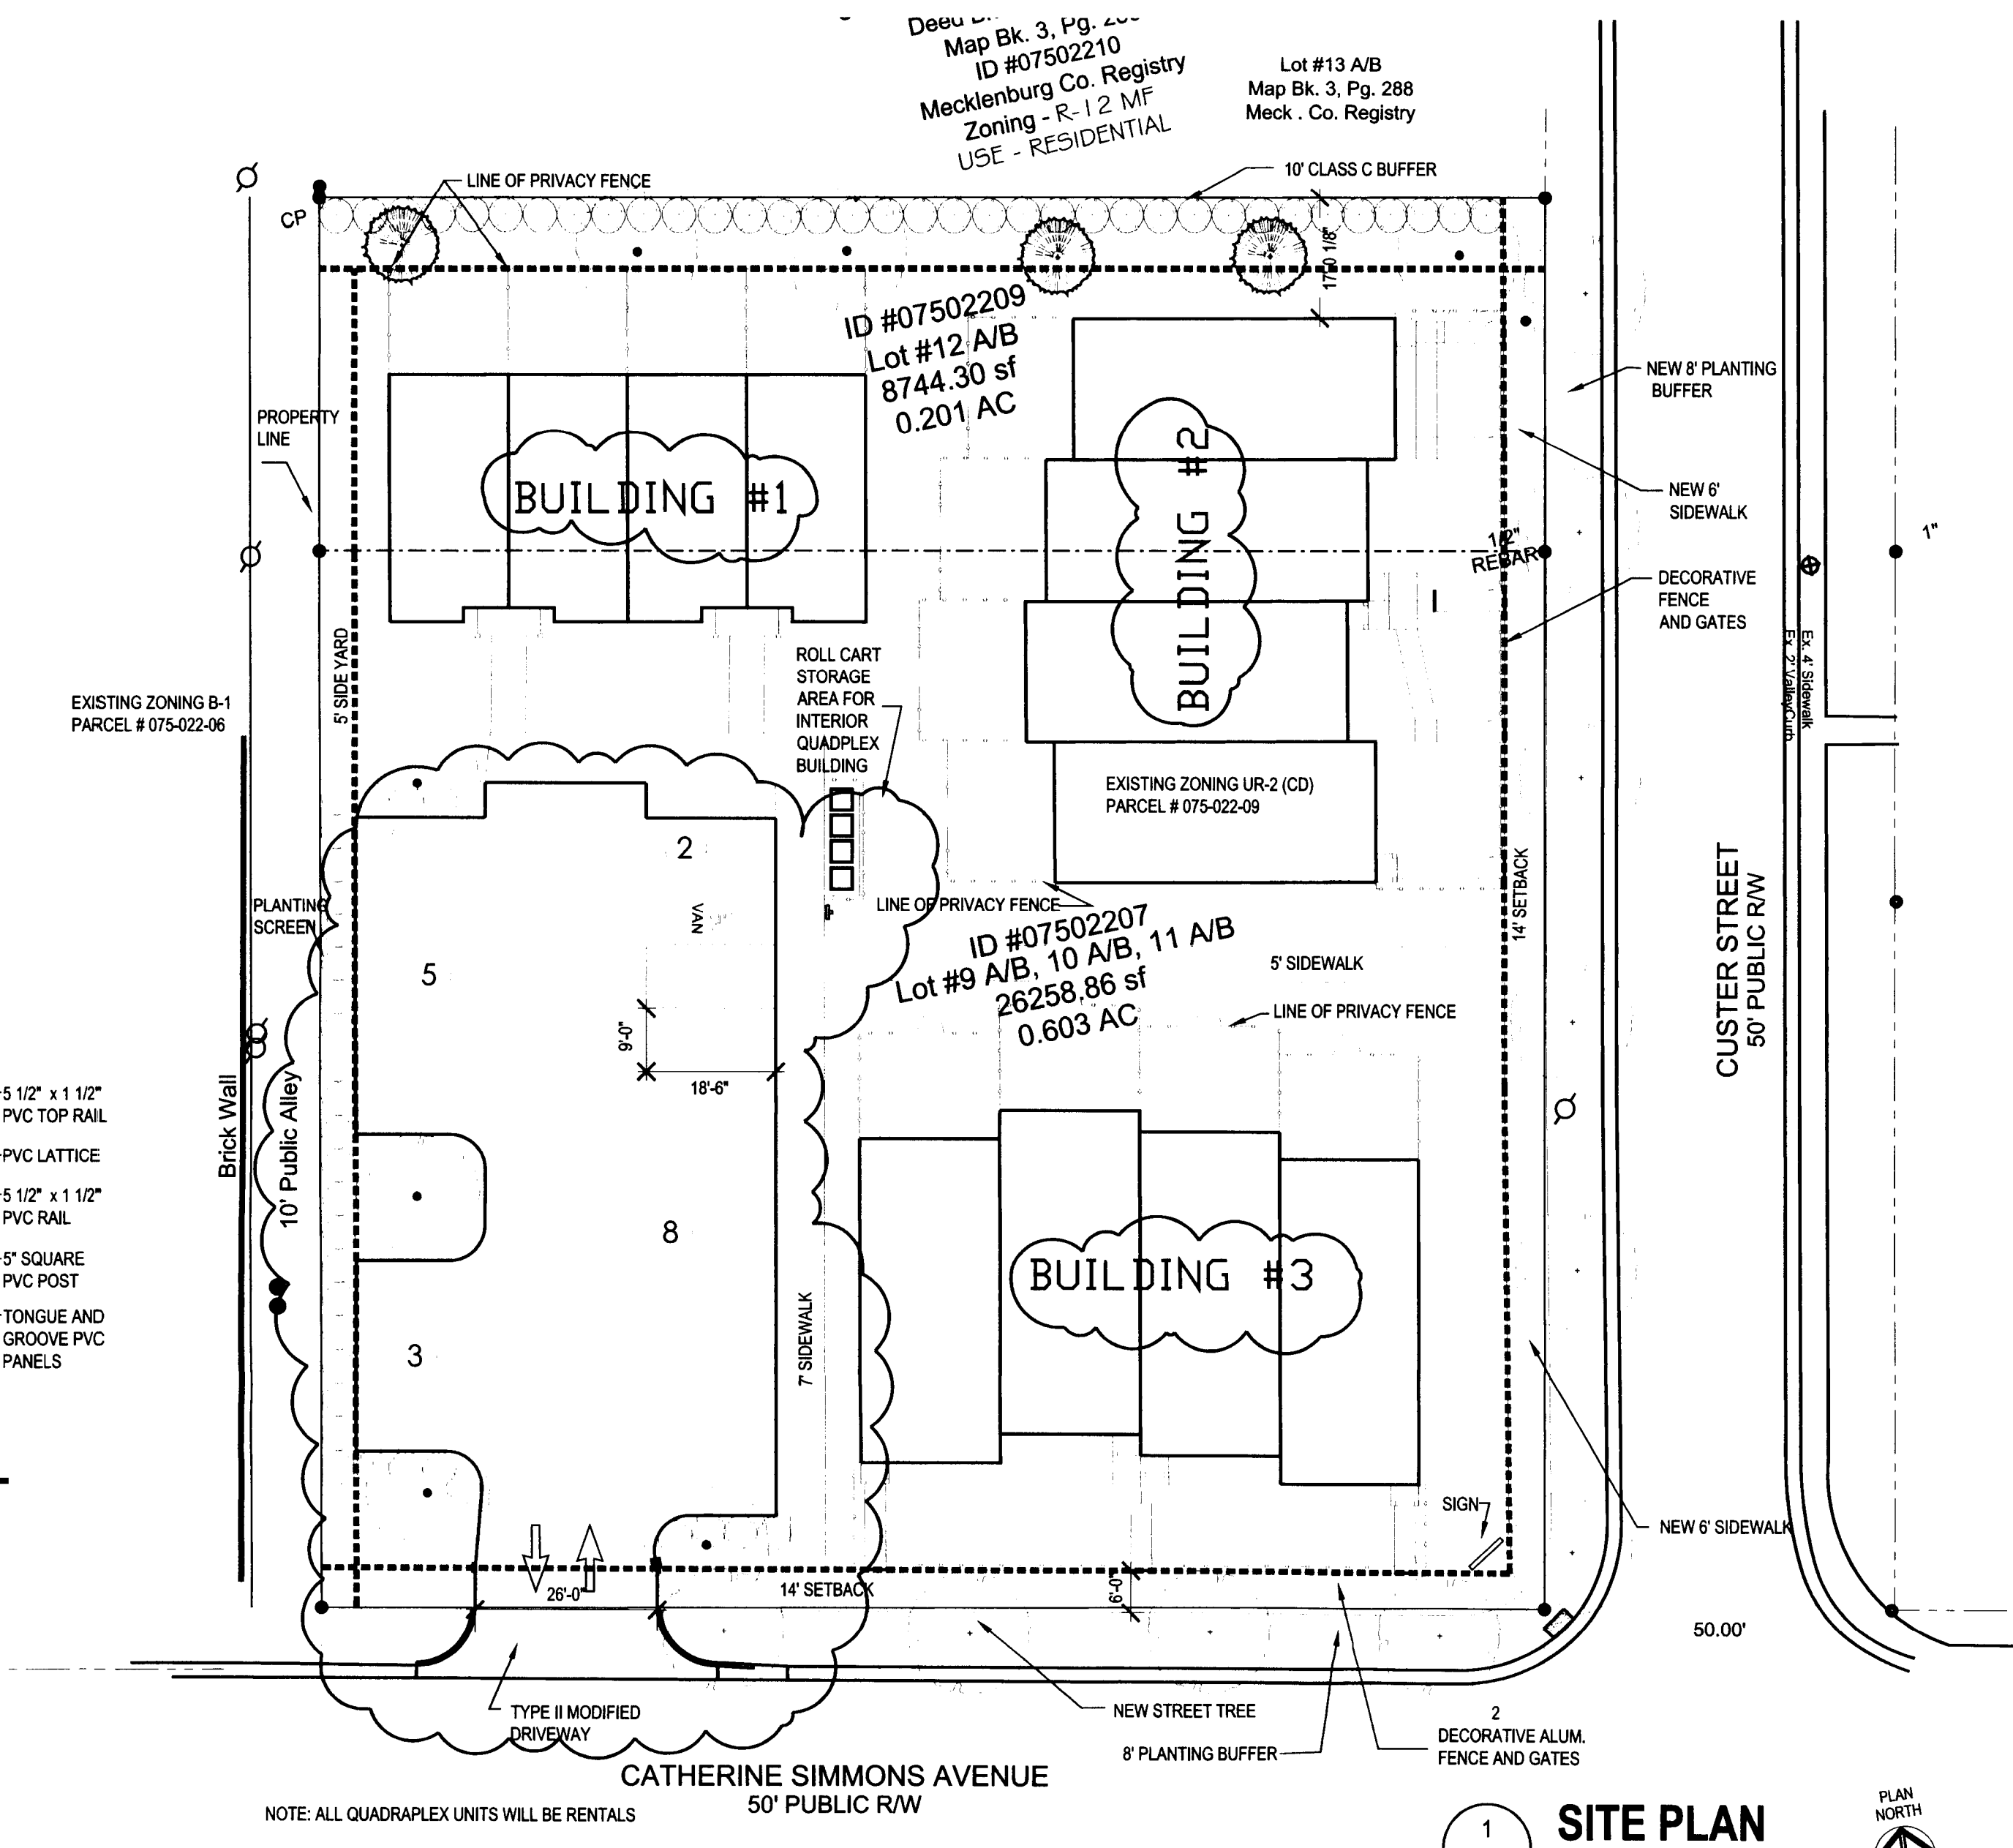 Map Bk. 3, Pg.
ID #07502210
Mecklenburg Co. Registry
Zoning - R-12 MF
USE - RESIDENTIAL
Lot #13 A/B
Map Bk. 3, Pg. 288
Meck . Co. Registry
10' CLASS C BUFFER
LINE OF PRIVACY FENCE
CP
17'-0 1/8"
ID #07502209
Lot #12 A/B
8744.30 sf
0.201 AC
NEW 8' PLANTING
BUFFER
PROPERTY
LINE
BUILDING #1
BUILDING #2
NEW 6'
SIDEWALK
1/2"
REBAR
1"
DECORATIVE
FENCE
AND GATES
Ex. 4' Sidewalk
Ex. 2' ValleyCurb
5' SIDE YARD
ROLL CART
STORAGE
AREA FOR
INTERIOR
QUADPLEX
BUILDING
EXISTING ZONING B-1
PARCEL # 075-022-06
EXISTING ZONING UR-2 (CD)
PARCEL # 075-022-09
2
VAN
PLANTING
SCREEN
LINE OF PRIVACY FENCE
14' SETBACK
CUSTER STREET
50' PUBLIC R/W
ID #07502207
Lot #9 A/B, 10 A/B, 11 A/B
26258.86 sf
0.603 AC
5' SIDEWALK
5
LINE OF PRIVACY FENCE
9'-0"
18'-6"
Brick Wall
10' Public Alley
5 1/2" x 1 1/2"
PVC TOP RAIL
PVC LATTICE
5 1/2" x 1 1/2"
PVC RAIL
5" SQUARE
PVC POST
TONGUE AND
GROOVE PVC
PANELS
8
3
7' SIDEWALK
BUILDING #3
SIGN
NEW 6' SIDEWALK
26'-0"
14' SETBACK
6'-0"
50.00'
TYPE II MODIFIED
DRIVEWAY
NEW STREET TREE
8' PLANTING BUFFER
2
DECORATIVE ALUM.
FENCE AND GATES
CATHERINE SIMMONS AVENUE
50' PUBLIC R/W
NOTE: ALL QUADRAPLEX UNITS WILL BE RENTALS
1
SITE PLAN
PLAN
NORTH